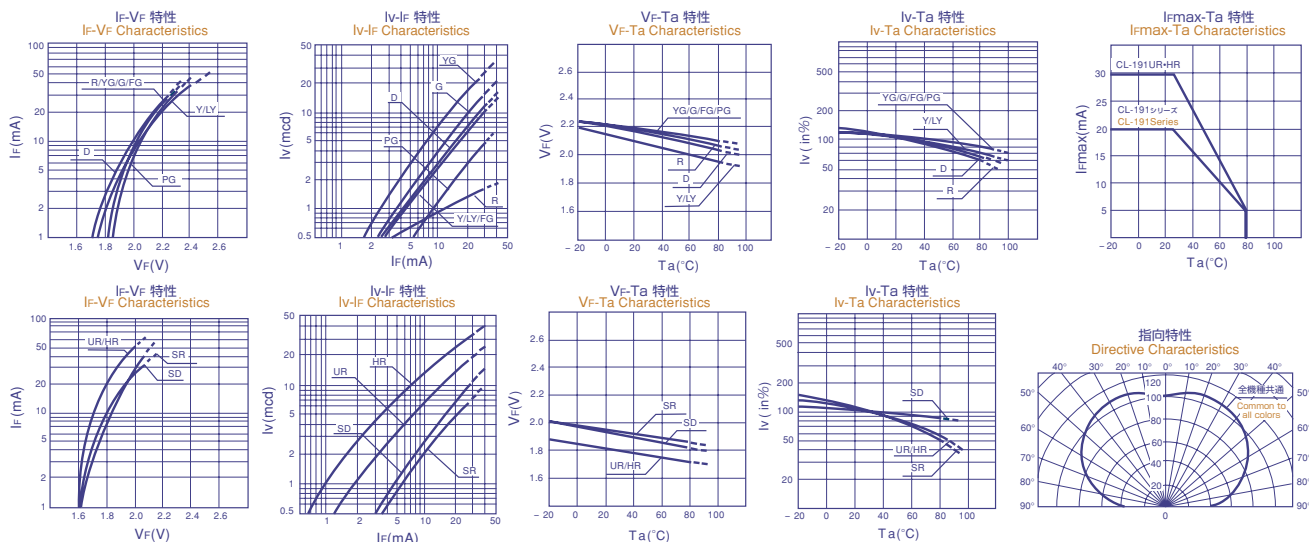 IF-VF 特性
IF-VF Characteristics
100
50
10
5
1
IF(mA)
R/YG/G/FG
Y/LY
D
PG
1.6 1.8 2.0 2.2 2.4 2.6
VF(V)
Iv-IF 特性
Iv-IF Characteristics
50
20
10
5
2
1
0.5
Iv(mcd)
YG
G
D
PG
R
Y/LY/FG
1 2 5 10 20 50
IF(mA)
VF-Ta 特性
VF-Ta Characteristics
2.6
2.4
2.2
2.0
1.8
1.6
VF(V)
YG/G/FG/PG
R
D
Y/LY
－20 0 20 40 60 80 100
Ta(°C)
Iv-Ta 特性
Iv-Ta Characteristics
500
200
100
50
20
Iv (in%)
YG/G/FG/PG
Y/LY
D
R
－20 0 20 40 60 80 100
Ta(°C)
IFmax-Ta 特性
IFmax-Ta Characteristics
30
25
20
15
10
5
IFmax(mA)
CL-191UR•HR
CL-191シリーズ
CL-191Series
－20 0 20 40 60 80 100
Ta(°C)
IF-VF 特性
IF-VF Characteristics
100
50
10
5
1
IF(mA)
UR/HR
SR
SD
1.6 1.8 2.0 2.2 2.4 2.6
VF(V)
Iv-IF 特性
Iv-IF Characteristics
50
20
10
5
2
1
0.5
Iv(mcd)
HR
UR
SD
SR
1 2 5 10 20 50
IF(mA)
VF-Ta 特性
VF-Ta Characteristics
2.8
2.6
2.2
2.0
1.8
1.6
VF(V)
SR
SD
UR/HR
－20 0 20 40 60 80 100
Ta(°C)
Iv-Ta 特性
Iv-Ta Characteristics
500
200
100
50
20
Iv (in%)
SD
UR/HR
SR
－20 0 20 40 60 80 100
Ta(°C)
指向特性
Directive Characteristics
40° 30° 20° 10° 0° 10° 20° 30° 40°
50° 50°
60° 60°
70° 70°
80° 80°
90° 90°
120
100
80
60
40
20
0
全機種共通
Common to
all colors